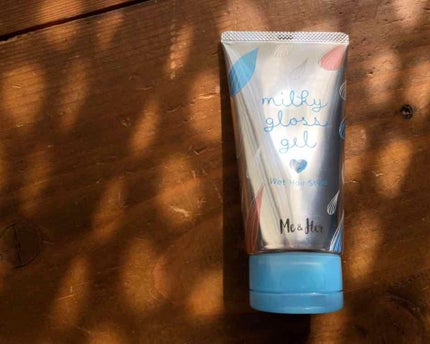 milky
gloss
gel
Wet Hair Style
Me & Her